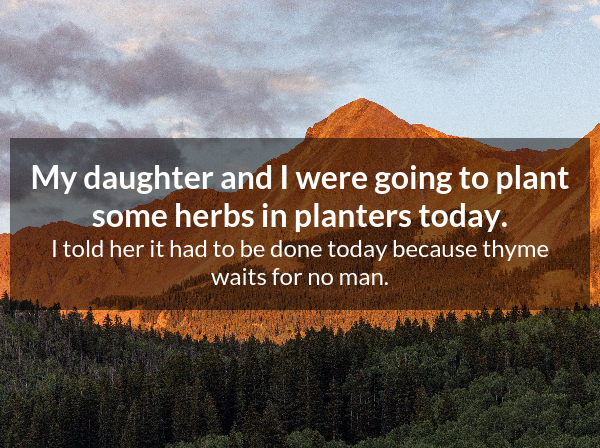 My daughter and I were going to plant
some herbs in planters today.
I told her it had to be done today because thyme
waits for no man.